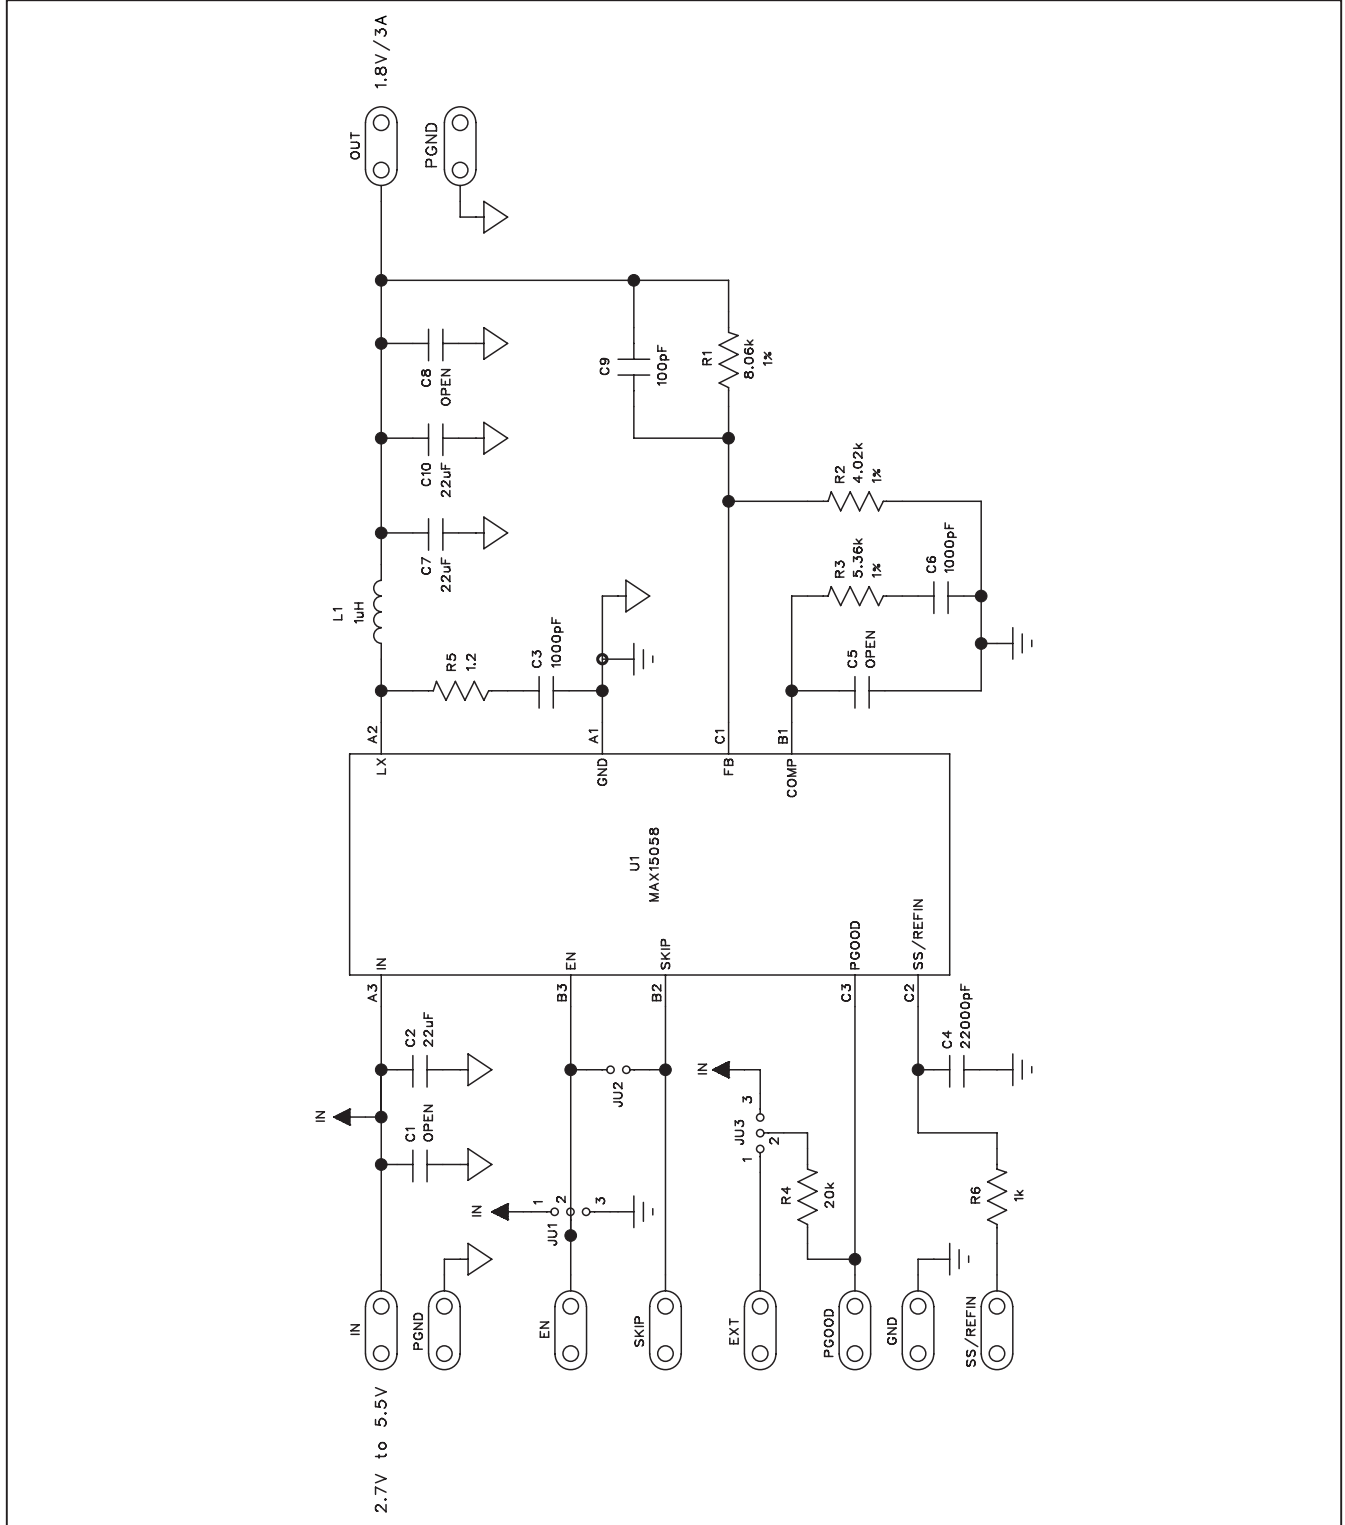 2.7V to 5.5V
IN
PGND
EN
SKIP
EXT
PGOOD
GND
SS/REFIN
IN
C1
OPEN
C2
22uF
A3
IN
IN
JU1
1
2
3
JU2
B3
EN
B2
SKIP
IN
JU3
1
2
3
R4
20k
C3
PGOOD
R6
1k
C4
22000pF
C2
SS/REFIN
U1
MAX15058
LX
A2
GND
A1
FB
C1
COMP
B1
R5
1.2
C3
1000pF
L1
1uH
C7
22uF
C10
22uF
C8
OPEN
C5
OPEN
R3
5.36k
1%
C6
1000pF
R2
4.02k
1%
C9
100pF
R1
8.06k
1%
OUT
PGND
1.8V/3A